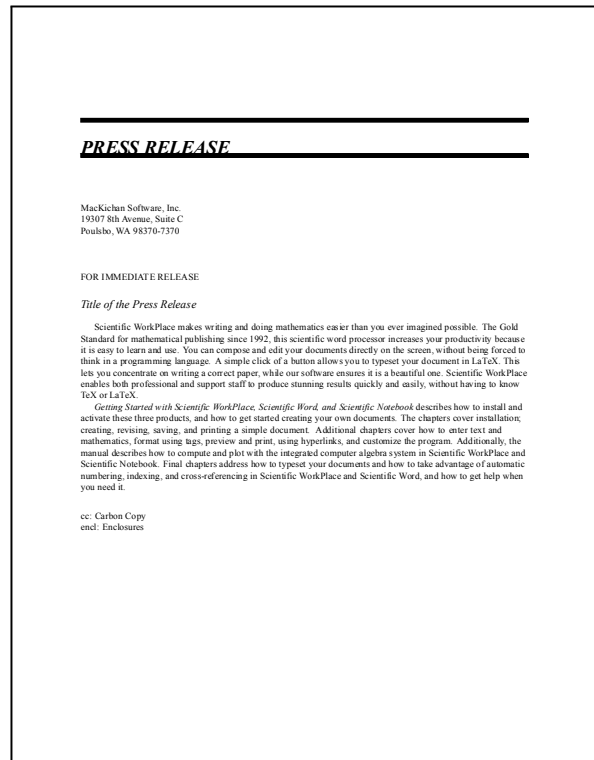 PRESS RELEASE
MacKichan Software, Inc.
19307 8th Avenue, Suite C
Poulsbo, WA 98370-7370
FOR IMMEDIATE RELEASE
Title of the Press Release
Scientific WorkPlace makes writing and doing mathematics easier than you ever imagined possible. The Gold
Standard for mathematical publishing since 1992, this scientific word processor increases your productivity because
it is easy to learn and use. You can compose and edit your documents directly on the screen, without being forced to
think in a programming language. A simple click of a button allows you to typeset your document in LaTeX. This
lets you concentrate on writing a correct paper, while our software ensures it is a beautiful one. Scientific WorkPlace
enables both professional and support staff to produce stunning results quickly and easily, without having to know
TeX or LaTeX.
Getting Started with Scientific WorkPlace, Scientific Word, and Scientific Notebook describes how to install and
activate these three products, and how to get started creating your own documents. The chapters cover installation;
creating, revising, saving, and printing a simple document. Additional chapters cover how to enter text and
mathematics, format using tags, preview and print, using hyperlinks, and customize the program. Additionally, the
manual describes how to compute and plot with the integrated computer algebra system in Scientific WorkPlace and
Scientific Notebook. Final chapters address how to typeset your documents and how to take advantage of automatic
numbering, indexing, and cross-referencing in Scientific WorkPlace and Scientific Word, and how to get help when
you need it.
cc: Carbon Copy
encl: Enclosures